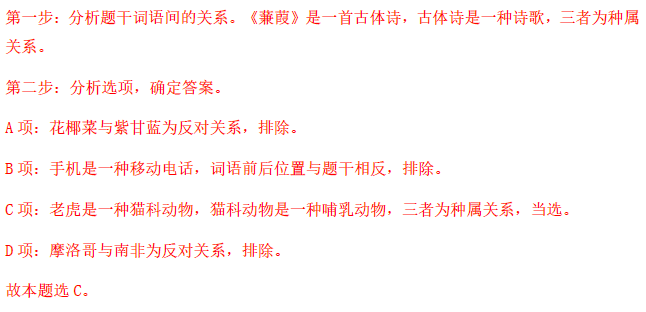 第一步：分析题干词语间的关系。《蒹葭》是一首古体诗，古体诗是一种诗歌，三者为种属
关系。
第二步：分析选项，确定答案。
A 项：花椰菜与紫甘蓝为反对关系，排除。
B 项：手机是一种移动电话，词语前后位置与题干相反，排除。
C 项：老虎是一种猫科动物，猫科动物是一种哺乳动物，三者为种属关系，当选。
D 项：摩洛哥与南非为反对关系，排除。
故本题选 C。